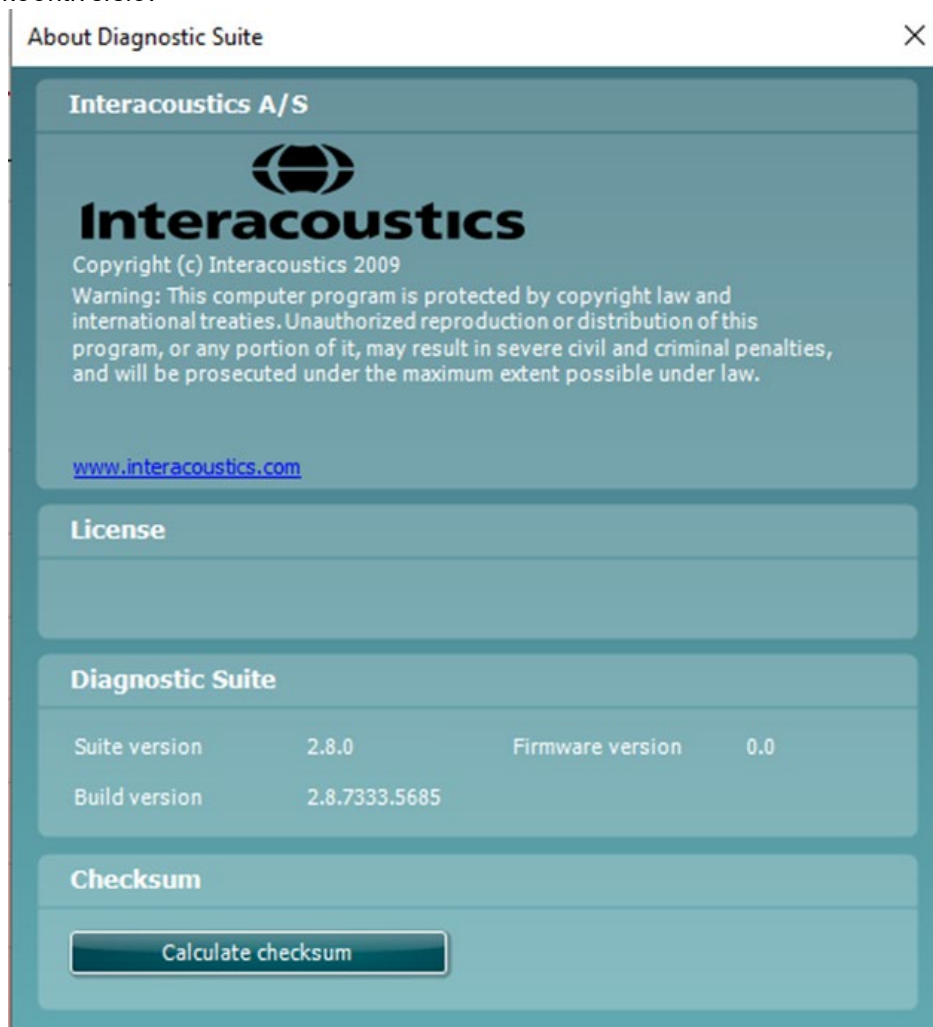 About Diagnostic Suite
Interacoustics A/S
Interacoustics
Copyright (c) Interacoustics 2009
Warning: This computer program is protected by copyright law and
international treaties. Unauthorized reproduction or distribution of this
program, or any portion of it, may result in severe civil and criminal penalties,
and will be prosecuted under the maximum extent possible under law.
www.interacoustics.com
License
Diagnostic Suite
Suite version 2.8.0 Firmware version 0.0
Build version 2.8.7333.5685
Checksum
Calculate checksum